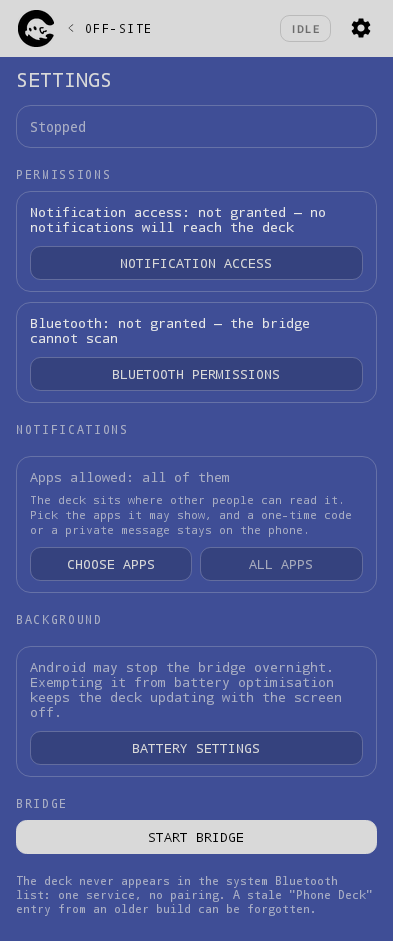 < OFF-SITE
IDLE
SETTINGS
Stopped
PERMISSIONS
Notification access: not granted — no
notifications will reach the deck
NOTIFICATION ACCESS
Bluetooth: not granted — the bridge
cannot scan
BLUETOOTH PERMISSIONS
NOTIFICATIONS
Apps allowed: all of them
The deck sits where other people can read it.
Pick the apps it may show, and a one-time code
or a private message stays on the phone.
CHOOSE APPS
ALL APPS
BACKGROUND
Android may stop the bridge overnight.
Exempting it from battery optimisation
keeps the deck updating with the screen
off.
BATTERY SETTINGS
BRIDGE
START BRIDGE
The deck never appears in the system Bluetooth
list: one service, no pairing. A stale "Phone Deck"
entry from an older build can be forgotten.